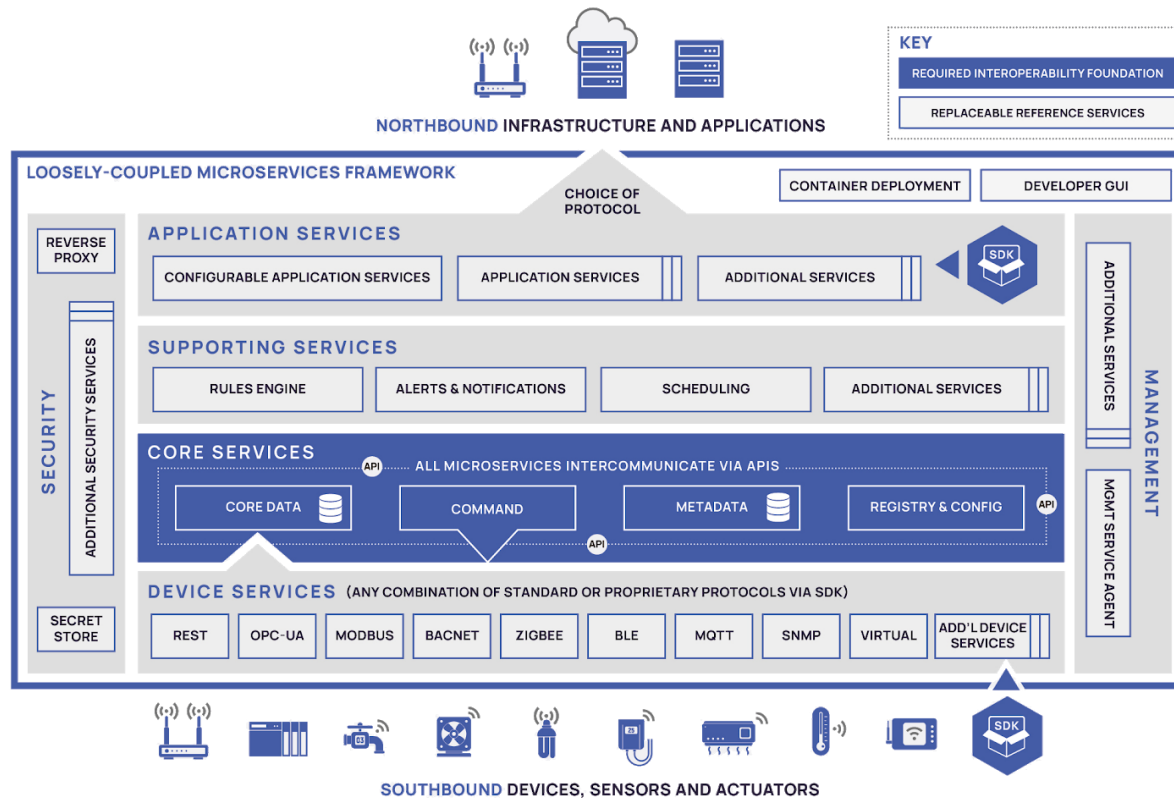 KEY
REQUIRED INTEROPERABILITY FOUNDATION
REPLACEABLE REFERENCE SERVICES
NORTHBOUND INFRASTRUCTURE AND APPLICATIONS
LOOSELY-COUPLED MICROSERVICES FRAMEWORK
CONTAINER DEPLOYMENT
DEVELOPER GUI
CHOICE OF
PROTOCOL
REVERSE
PROXY
SECURITY
ADDITIONAL SECURITY SERVICES
SECRET
STORE
APPLICATION SERVICES
CONFIGURABLE APPLICATION SERVICES
APPLICATION SERVICES
ADDITIONAL SERVICES
SDK
SUPPORTING SERVICES
RULES ENGINE
ALERTS & NOTIFICATIONS
SCHEDULING
ADDITIONAL SERVICES
CORE SERVICES
API
ALL MICROSERVICES INTERCOMMUNICATE VIA APIS
CORE DATA
COMMAND
METADATA
REGISTRY & CONFIG
API
API
DEVICE SERVICES (ANY COMBINATION OF STANDARD OR PROPRIETARY PROTOCOLS VIA SDK)
REST
OPC-UA
MODBUS
BACNET
ZIGBEE
BLE
MQTT
SNMP
VIRTUAL
ADD'L DEVICE
SERVICES
ADDITIONAL SERVICES
MANAGEMENT
MGMT SERVICE AGENT
SDK
SOUTHBOUND DEVICES, SENSORS AND ACTUATORS